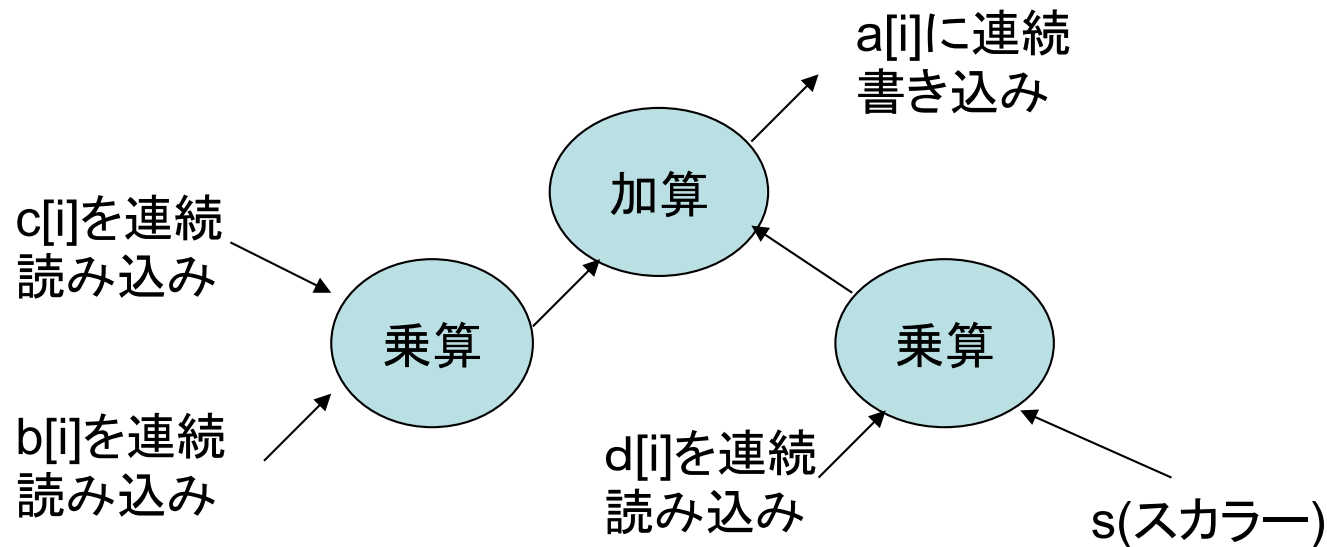 a[i]に連続
書き込み
加算
c[i]を連続
読み込み
乗算
乗算
b[i]を連続
読み込み
ｄ[i]を連続
読み込み
s(スカラー)